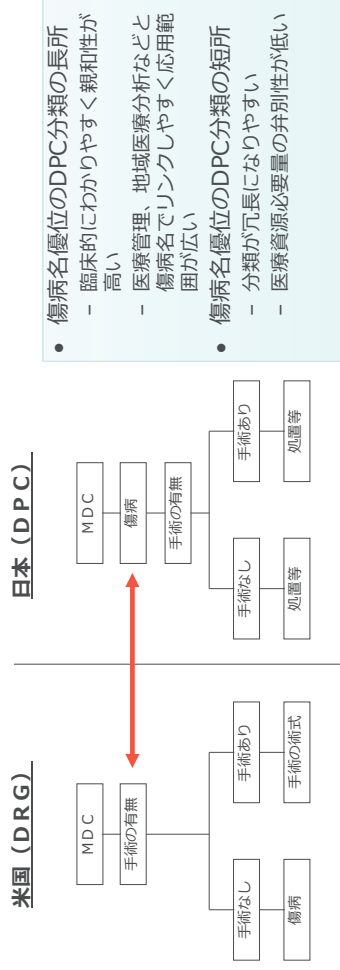 米国（ＤＲＧ）
ＭＤＣ
手術の有無
手術なし
手術あり
傷病
手術の術式
日本（ＤＰＣ）
ＭＤＣ
傷病
手術の有無
手術なし
手術あり
処置等
処置等
• 傷病名優位のDPC分類の長所
– 臨床的にわかりやすく親和性が
高い
– 医療管理、地域医療分析などと
傷病名でリンクしやすく応用範
囲が広い
• 傷病名優位のDPC分類の短所
– 分類が冗長になりやすい
– 医療資源必要量の弁別性が低い